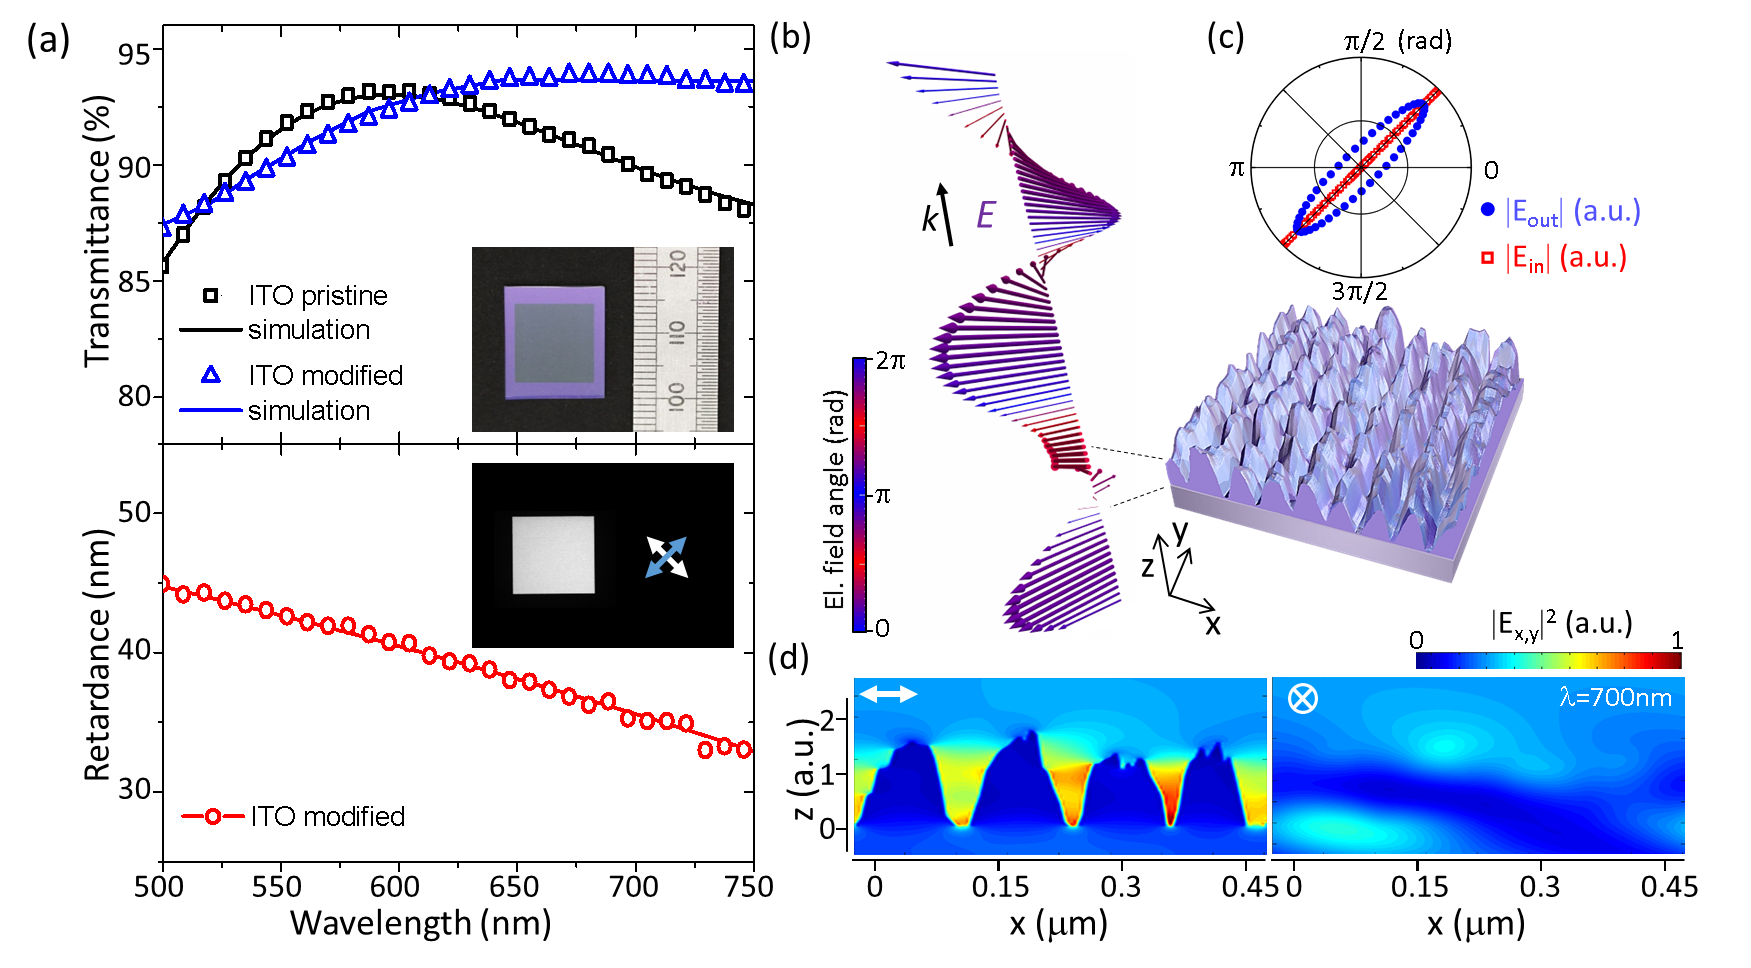 (a)
95
90
85
80
Transmittance (%)
ITO pristine
simulation
ITO modified
simulation
120
110
100
50
40
30
Retardance (nm)
ITO modified
500 550 600 650 700 750
Wavelength (nm)
(b)
k
E
2π
π
0
El. field angle (rad)
z
y
x
(c)
π/2 (rad)
π
0
3π/2
|Eout| (a.u.)
|Ein| (a.u.)
|Ex,y|² (a.u.)
0 1
(d)
λ=700nm
2
1
0
z (a.u.)
0 0.15 0.3 0.45
x (μm)
0 0.15 0.3 0.45
x (μm)